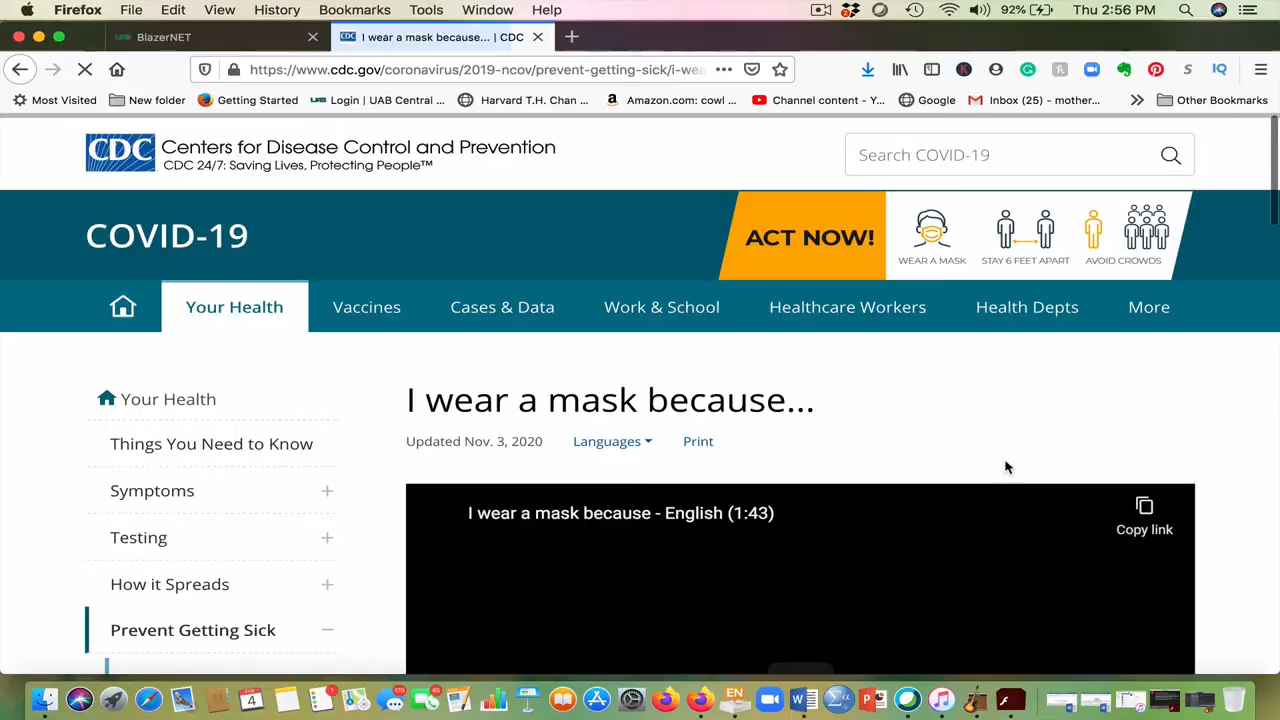 Firefox File Edit View History Bookmarks Tools Window Help 92% Thu 2:56 PM
BlazerNET I wear a mask because... | CDC
https://www.cdc.gov/coronavirus/2019-ncov/prevent-getting-sick/i-wea
Most Visited New folder Getting Started Login | UAB Central ... Harvard T.H. Chan ... Amazon.com: cowl ... Channel content - Y... Google Inbox (25) - mother... Other Bookmarks
CDC Centers for Disease Control and Prevention
CDC 24/7: Saving Lives, Protecting People™
Search COVID-19
COVID-19
ACT NOW!
WEAR A MASK STAY 6 FEET APART AVOID CROWDS
Your Health Vaccines Cases & Data Work & School Healthcare Workers Health Depts More
Your Health
Things You Need to Know
Symptoms
Testing
How it Spreads
Prevent Getting Sick
I wear a mask because...
Updated Nov. 3, 2020 Languages Print
I wear a mask because - English (1:43)
Copy link